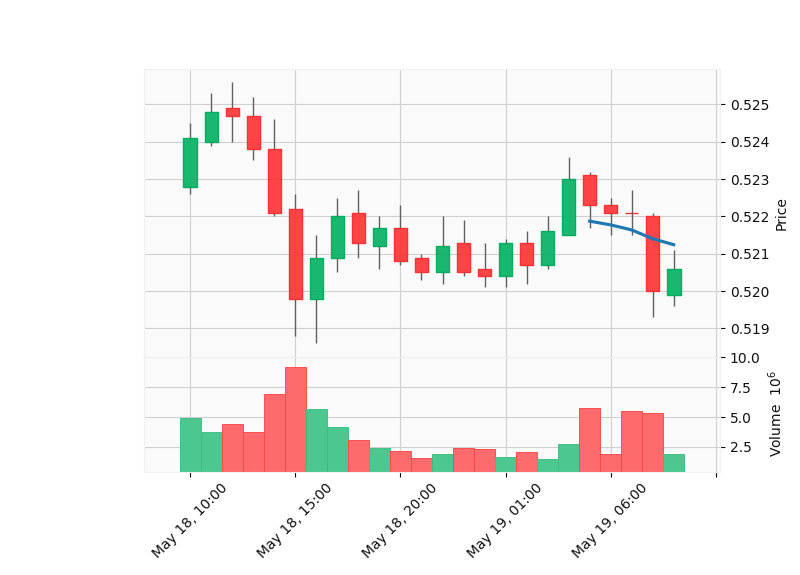 0.525
0.524
0.523
0.522
0.521
0.520
0.519
Price
10.0
7.5
5.0
2.5
Volume 10^6
May 18, 10:00
May 18, 15:00
May 18, 20:00
May 19, 01:00
May 19, 06:00